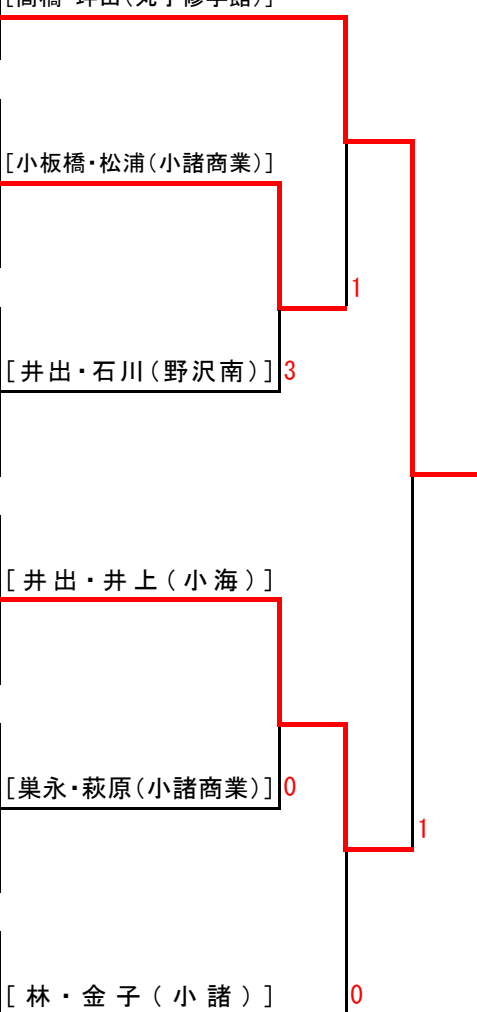 [小板橋・松浦(小諸商業)]
1
[井出・石川(野沢南)] 3
[井出・井上(小海)]
[巣永・萩原(小諸商業)] 0
1
[林・金子(小諸)] 0